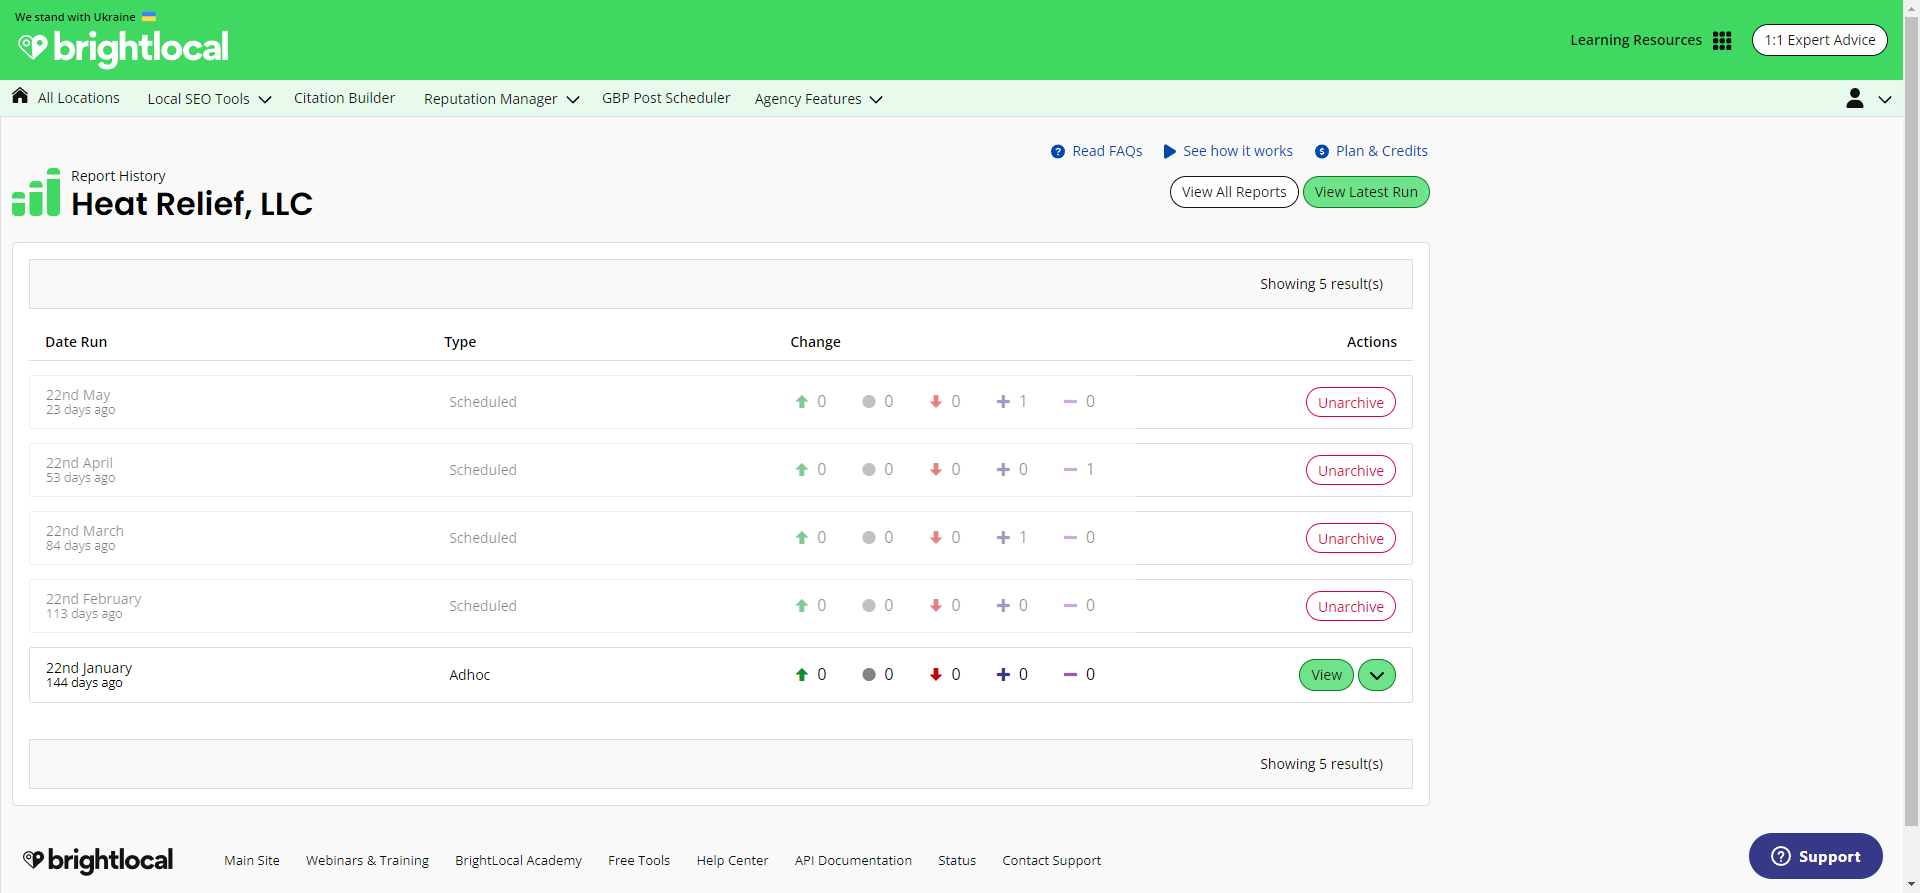 We stand with Ukraine
brightlocal
Learning Resources
1:1 Expert Advice
All Locations
Local SEO Tools
Citation Builder
Reputation Manager
GBP Post Scheduler
Agency Features
Read FAQs
See how it works
Plan & Credits
Report History
Heat Relief, LLC
View All Reports
View Latest Run
Showing 5 result(s)
Date Run Type Change Actions
22nd May
23 days ago
Scheduled 0 0 0 1 0 Unarchive
22nd April
53 days ago
Scheduled 0 0 0 0 1 Unarchive
22nd March
84 days ago
Scheduled 0 0 0 1 0 Unarchive
22nd February
113 days ago
Scheduled 0 0 0 0 0 Unarchive
22nd January
144 days ago
Adhoc 0 0 0 0 0 View
Showing 5 result(s)
brightlocal
Main Site
Webinars & Training
BrightLocal Academy
Free Tools
Help Center
API Documentation
Status
Contact Support
Support